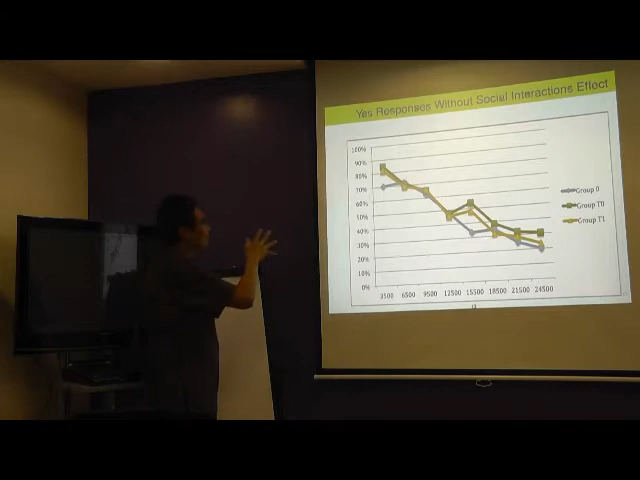 Yes Responses Without Social Interactions Effect
100%
90%
80%
70%
60%
50%
40%
30%
20%
10%
0%
3500 6500 9500 12500 15500 18500 21500 24500
Group 0
Group T0
Group T1